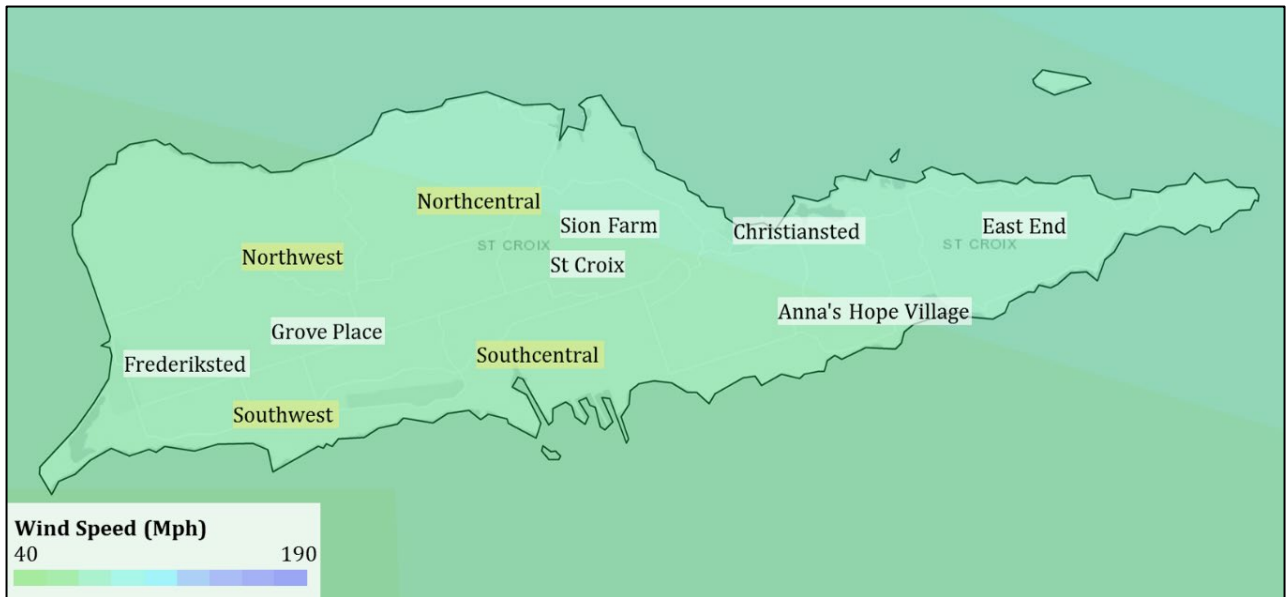 Northcentral
Sion Farm
Christiansted
East End
ST CROIX
ST CROIX
Northwest
St Croix
Anna's Hope Village
Grove Place
Southcentral
Frederiksted
Southwest
Wind Speed (Mph)
40 190